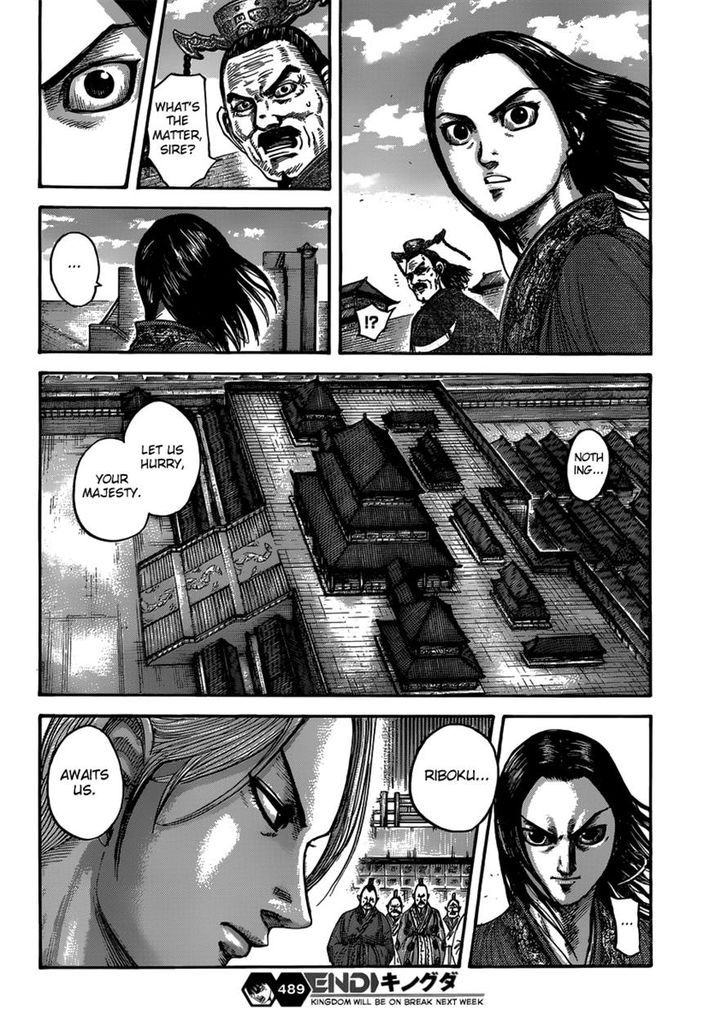 !?
WHAT'S
THE
MATTER,
SIRE?
...
NOTH
ING...
LET US
HURRY,
YOUR
MAJESTY.
...
RIBOKU...
AWAITS
US.
489
END キングダ
KINGDOM WILL BE ON BREAK NEXT WEEK